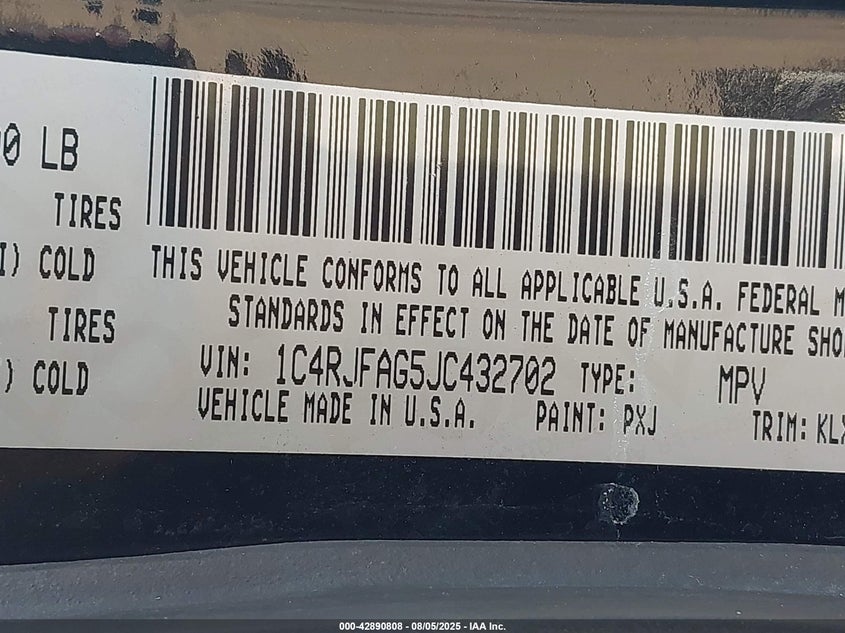 00 LB
TIRES
I) COLD
TIRES
) COLD
THIS VEHICLE CONFORMS TO ALL APPLICABLE U.S.A. FEDERAL M
STANDARDS IN EFFECT ON THE DATE OF MANUFACTURE SHO
VIN: 1C4RJFAG5JC432702 TYPE: MPV
VEHICLE MADE IN U.S.A. PAINT: PXJ TRIM: KLX
000-42890808 - 08/05/2025 - IAA Inc.